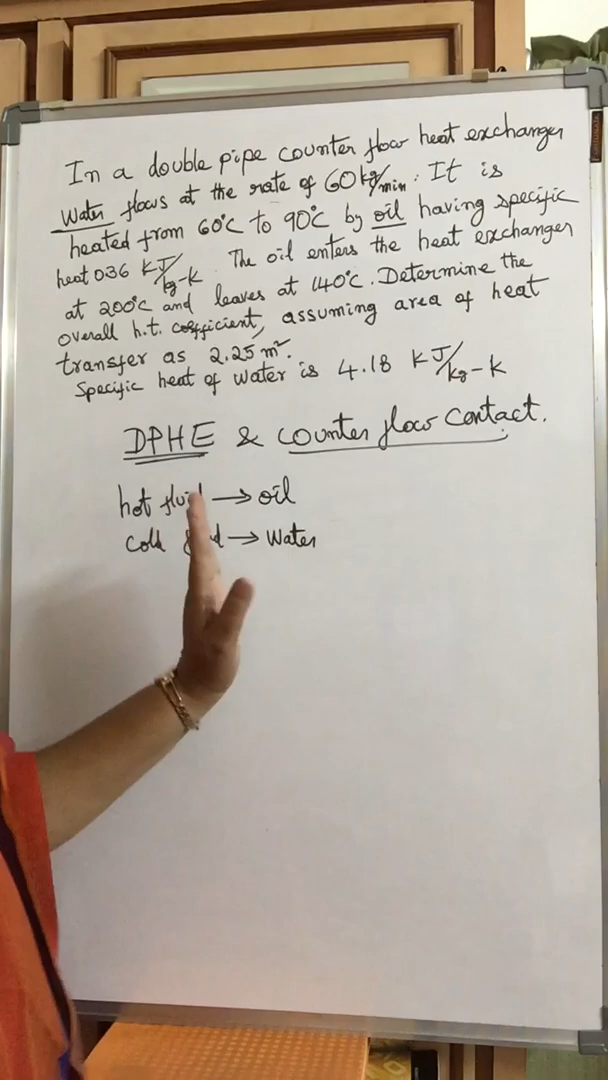 In a double pipe counter flow heat exchanger
Water flows at the rate of 60 kg/min. It is
heated from 60°C to 90°C by oil having specific
heat 036 KJ/kg-K The oil enters the heat exchanger
at 200°C and leaves at 140°C. Determine the
overall h.t. coefficient, assuming area of heat
transfer as 2.25 m².
Specific heat of water is 4.18 KJ/kg-K
DPHE & Counter flow Contact.
hot fluid → oil
Cold → Water